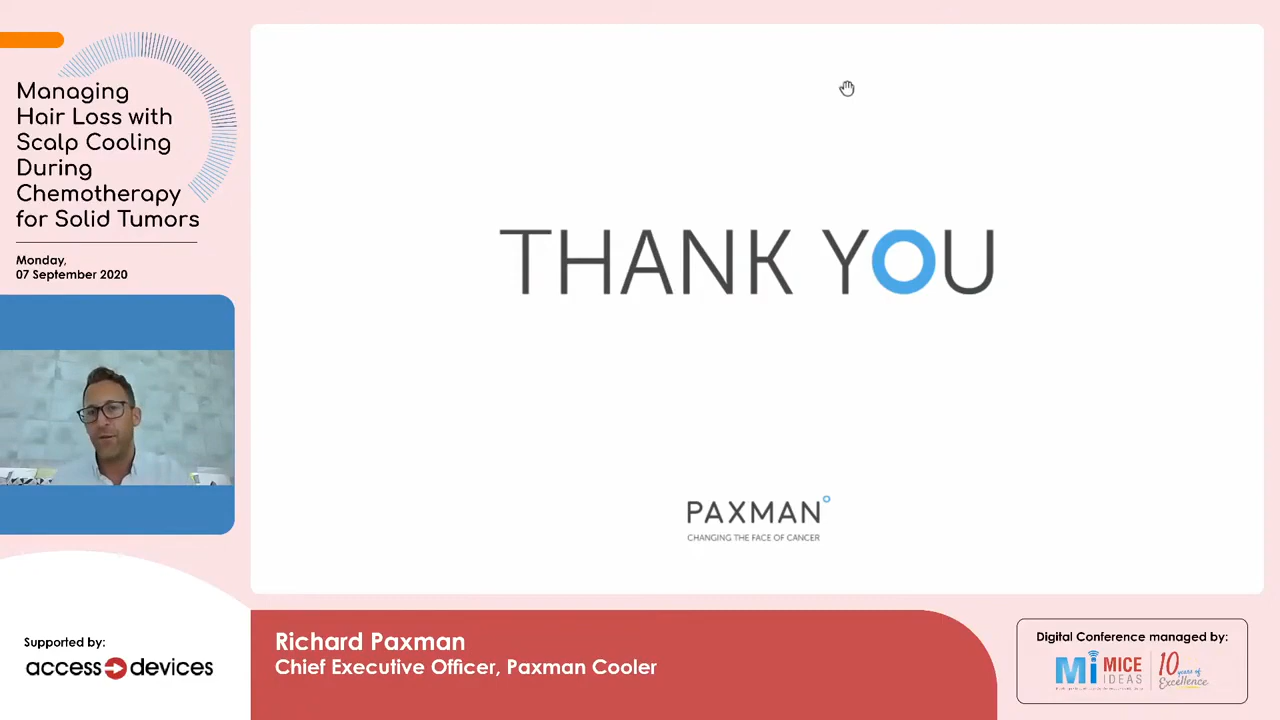 Managing
Hair Loss with
Scalp Cooling
During
Chemotherapy
for Solid Tumors
Monday,
07 September 2020
THANK YOU
PAXMAN
CHANGING THE FACE OF CANCER
Supported by:
access devices
Richard Paxman
Chief Executive Officer, Paxman Cooler
Digital Conference managed by:
Mi MICE IDEAS
10 years of Excellence